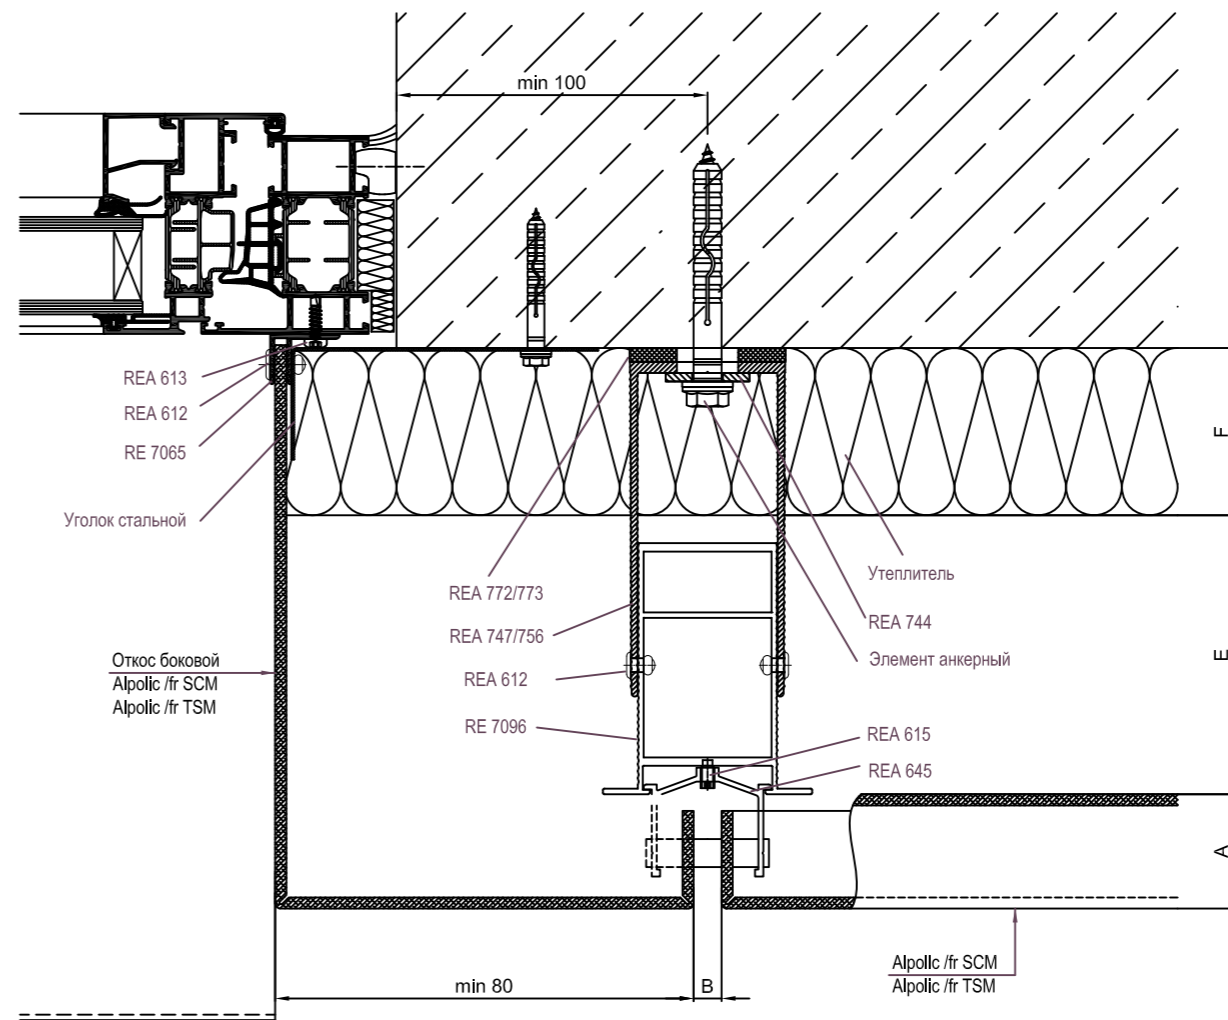 min 100
REA 613
REA 612
RE 7065
Уголок стальной
F
REA 772/773
REA 747/756
REA 612
RE 7096
Утеплитель
REA 744
Элемент анкерный
E
Откос боковой
Alpolic /fr SCM
Alpolic /fr TSM
REA 615
REA 645
A
min 80
B
Alpolic /fr SCM
Alpolic /fr TSM